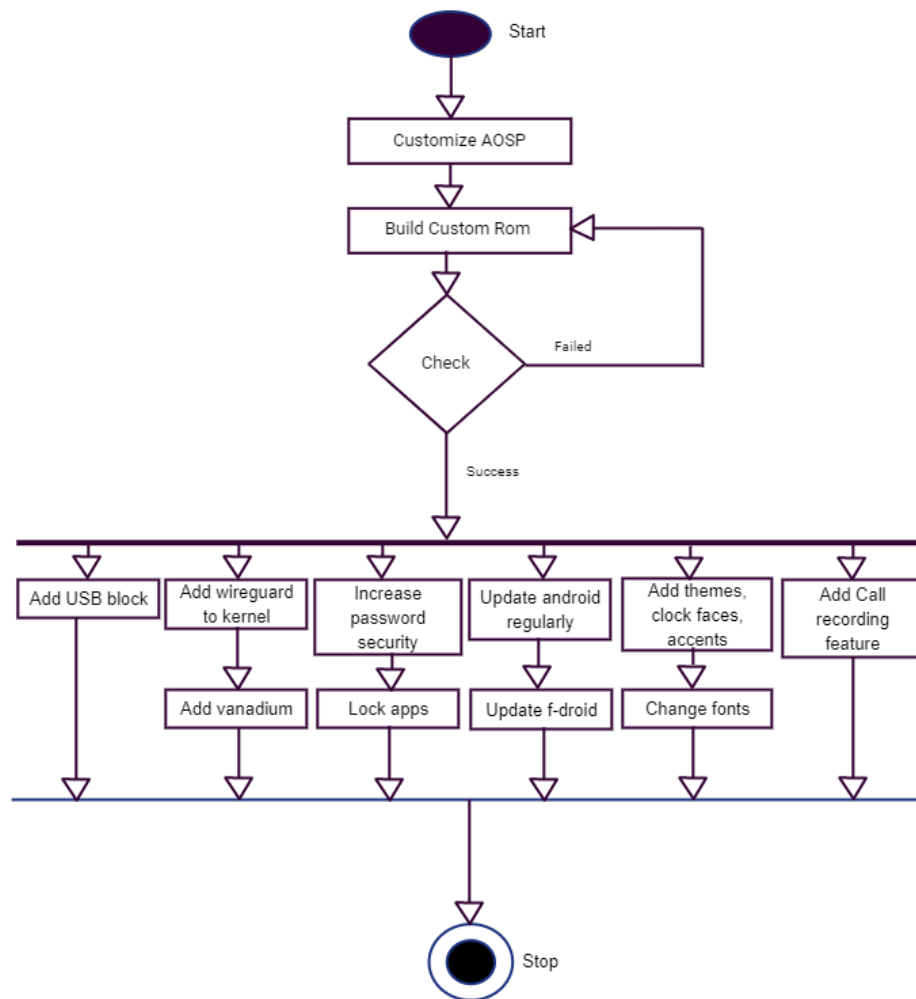 Start
Customize AOSP
Build Custom Rom
Failed
Check
Success
Add USB block
Add wireguard
to kernel
Increase
password
security
Update android
regularly
Add themes,
clock faces,
accents
Add Call
recording
feature
Add vanadium
Lock apps
Update f-droid
Change fonts
Stop